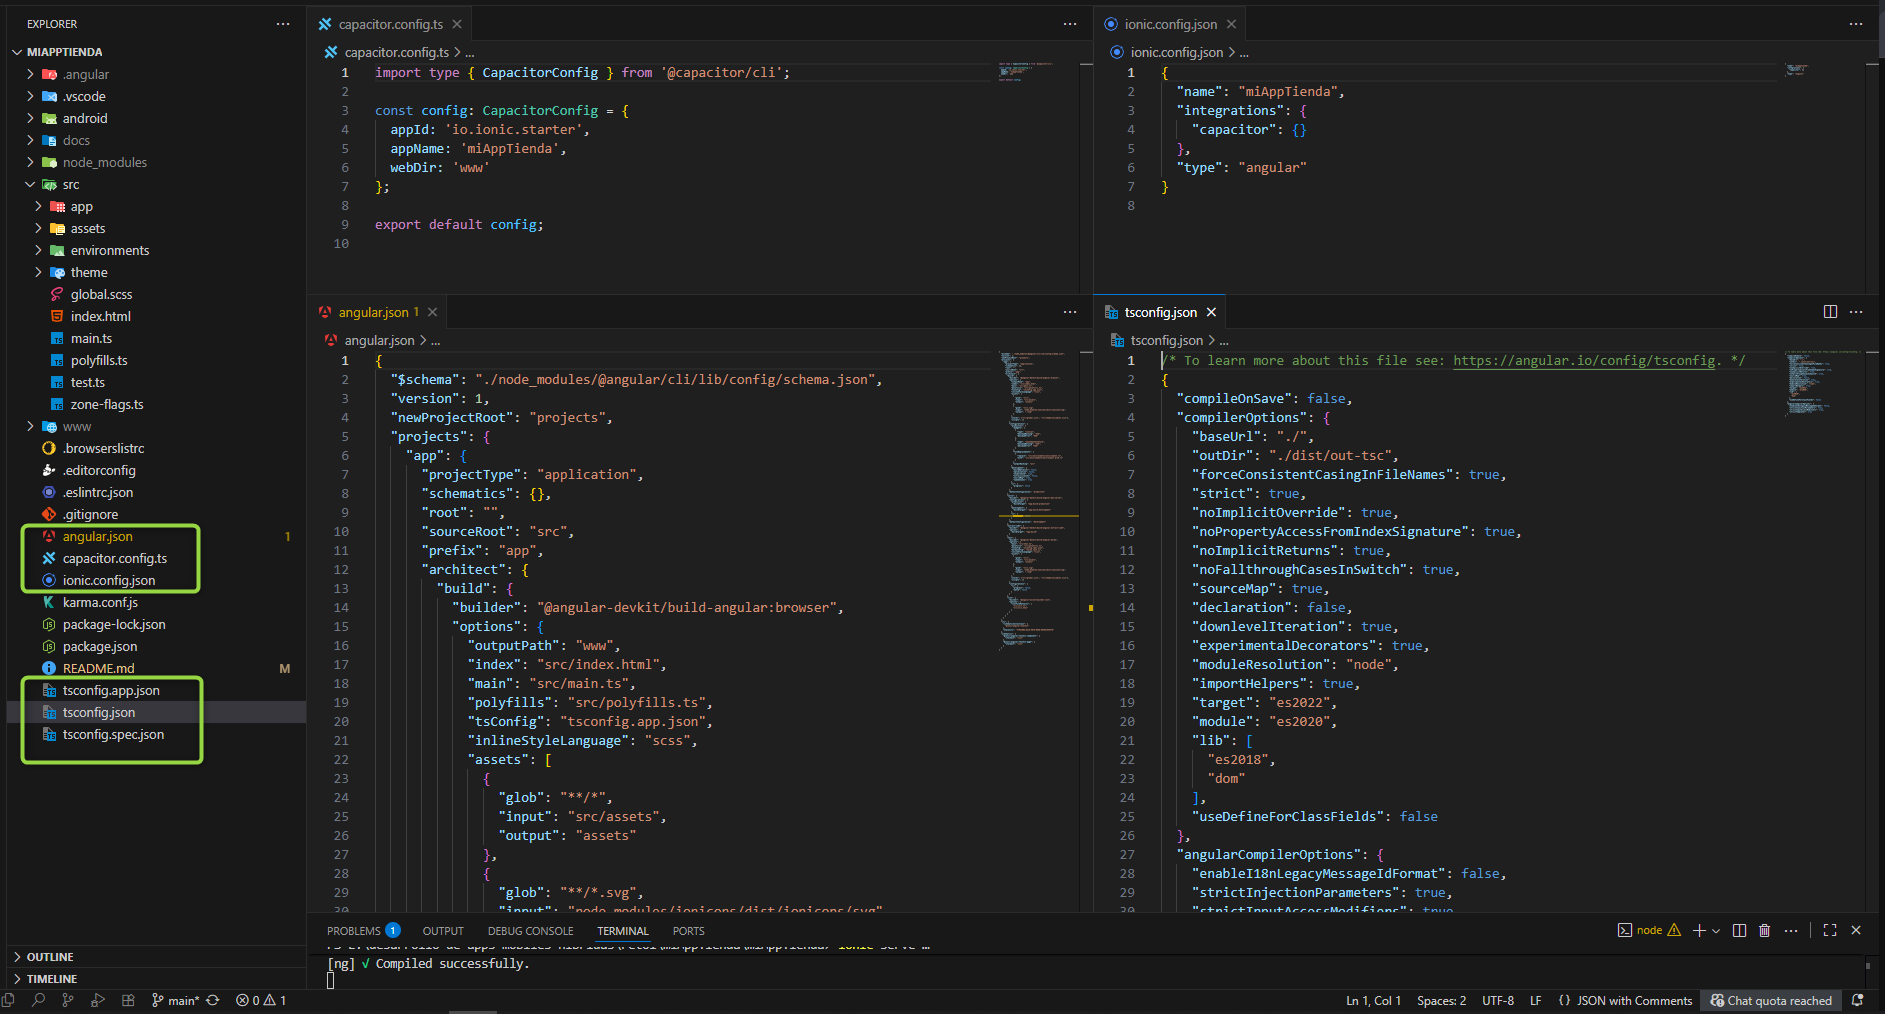 EXPLORER
MIAPPTIENDA
.angular
.vscode
android
docs
node_modules
src
app
assets
environments
theme
global.scss
index.html
main.ts
polyfills.ts
test.ts
zone-flags.ts
www
.browserslistrc
.editorconfig
.eslintrc.json
.gitignore
angular.json 1
capacitor.config.ts
ionic.config.json
karma.conf.js
package-lock.json
package.json
README.md M
tsconfig.app.json
tsconfig.json
tsconfig.spec.json
OUTLINE
TIMELINE
capacitor.config.ts
capacitor.config.ts > ...
1 import type { CapacitorConfig } from '@capacitor/cli';
2
3 const config: CapacitorConfig = {
4 appId: 'io.ionic.starter',
5 appName: 'miAppTienda',
6 webDir: 'www'
7 };
8
9 export default config;
10
ionic.config.json
ionic.config.json > ...
1 {
2 "name": "miAppTienda",
3 "integrations": {
4 "capacitor": {}
5 },
6 "type": "angular"
7 }
8
angular.json 1
angular.json > ...
1 {
2 "$schema": "./node_modules/@angular/cli/lib/config/schema.json",
3 "version": 1,
4 "newProjectRoot": "projects",
5 "projects": {
6 "app": {
7 "projectType": "application",
8 "schematics": {},
9 "root": "",
10 "sourceRoot": "src",
11 "prefix": "app",
12 "architect": {
13 "build": {
14 "builder": "@angular-devkit/build-angular:browser",
15 "options": {
16 "outputPath": "www",
17 "index": "src/index.html",
18 "main": "src/main.ts",
19 "polyfills": "src/polyfills.ts",
20 "tsConfig": "tsconfig.app.json",
21 "inlineStyleLanguage": "scss",
22 "assets": [
23 {
24 "glob": "**/*",
25 "input": "src/assets",
26 "output": "assets"
27 },
28 {
29 "glob": "**/*.svg",
30 "input": "node_modules/ionicons/dist/ionicons/svg"
tsconfig.json
tsconfig.json > ...
1 /* To learn more about this file see: https://angular.io/config/tsconfig. */
2 {
3 "compileOnSave": false,
4 "compilerOptions": {
5 "baseUrl": "./",
6 "outDir": "./dist/out-tsc",
7 "forceConsistentCasingInFileNames": true,
8 "strict": true,
9 "noImplicitOverride": true,
10 "noPropertyAccessFromIndexSignature": true,
11 "noImplicitReturns": true,
12 "noFallthroughCasesInSwitch": true,
13 "sourceMap": true,
14 "declaration": false,
15 "downlevelIteration": true,
16 "experimentalDecorators": true,
17 "moduleResolution": "node",
18 "importHelpers": true,
19 "target": "es2022",
20 "module": "es2020",
21 "lib": [
22 "es2018",
23 "dom"
24 ],
25 "useDefineForClassFields": false
26 },
27 "angularCompilerOptions": {
28 "enableI18nLegacyMessageIdFormat": false,
29 "strictInjectionParameters": true,
30 "strictInputAccessModifiers": true
PROBLEMS 1 OUTPUT DEBUG CONSOLE TERMINAL PORTS
node
ionic serve
[ng] √ Compiled successfully.
main* 0 1
Ln 1, Col 1 Spaces: 2 UTF-8 LF {} JSON with Comments Chat quota reached